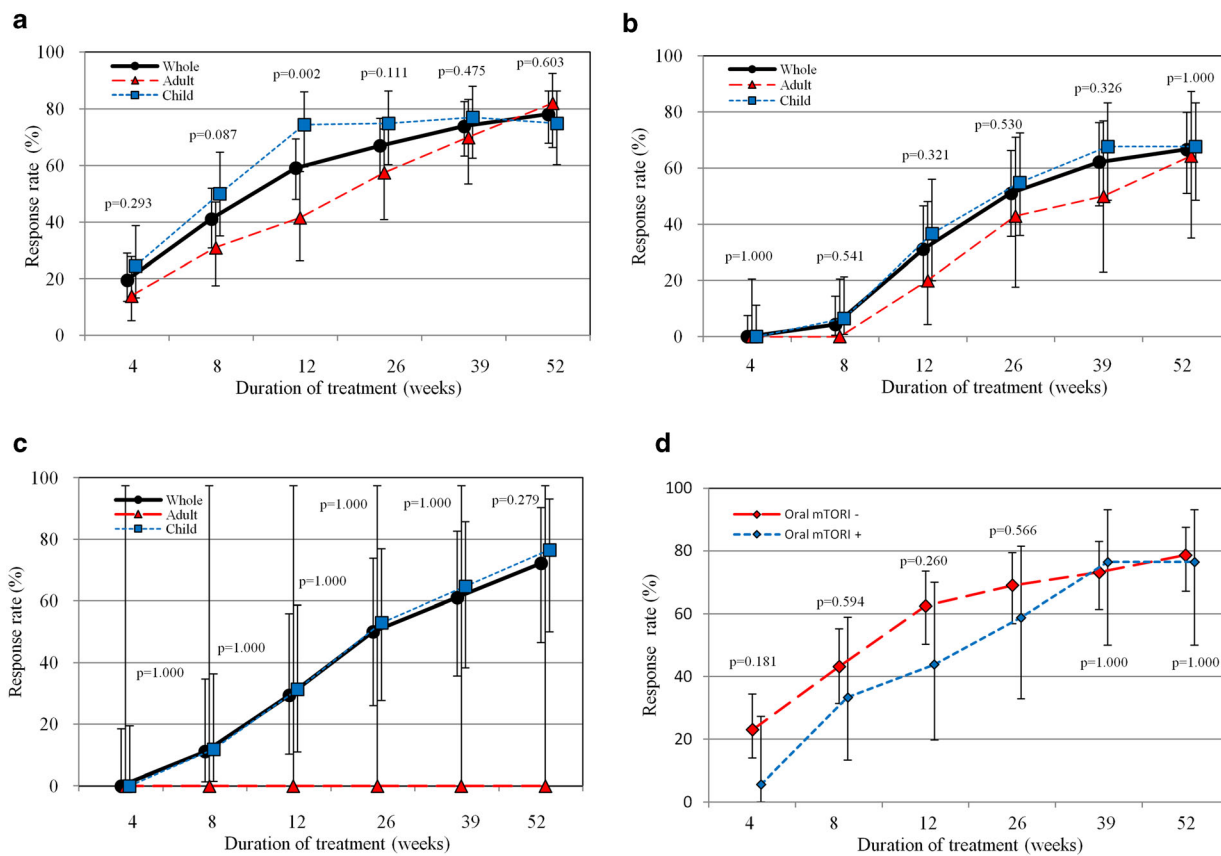 a
100
80
60
40
20
0
Response rate (%)
Whole
Adult
Child
p=0.293
p=0.087
p=0.002
p=0.111
p=0.475
p=0.603
4 8 12 26 39 52
Duration of treatment (weeks)
b
100
80
60
40
20
0
Response rate (%)
Whole
Adult
Child
p=1.000
p=0.541
p=0.321
p=0.530
p=0.326
p=1.000
4 8 12 26 39 52
Duration of treatment (weeks)
c
100
80
60
40
20
0
Response rate (%)
Whole
Adult
Child
p=1.000
p=1.000
p=1.000
p=1.000
p=1.000
p=0.279
4 8 12 26 39 52
Duration of treatment (weeks)
d
100
80
60
40
20
0
Response rate (%)
Oral mTORI -
Oral mTORI +
p=0.181
p=0.594
p=0.260
p=0.566
p=1.000
p=1.000
4 8 12 26 39 52
Duration of treatment (weeks)